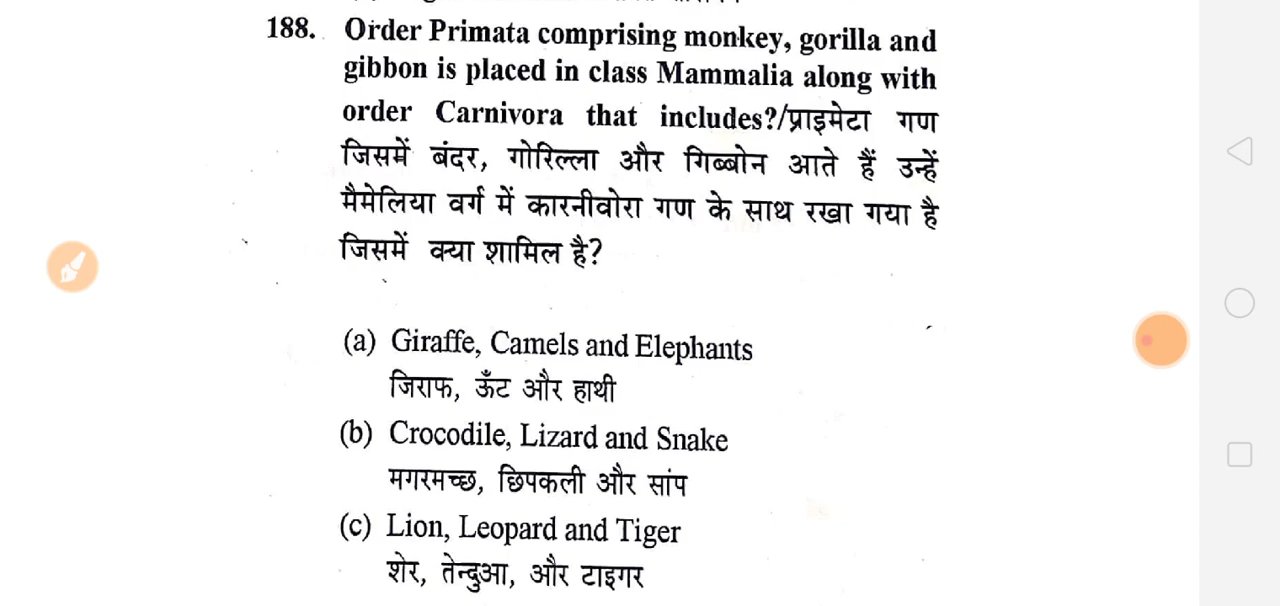 188. Order Primata comprising monkey, gorilla and
gibbon is placed in class Mammalia along with
order Carnivora that includes?/प्राइमेटा गण
जिसमें बंदर, गोरिल्ला और गिब्बोन आते हैं उन्हें
मैमेलिया वर्ग में कारनीवोरा गण के साथ रखा गया है
जिसमें क्या शामिल है?
(a) Giraffe, Camels and Elephants
जिराफ, ऊँट और हाथी
(b) Crocodile, Lizard and Snake
मगरमच्छ, छिपकली और सांप
(c) Lion, Leopard and Tiger
शेर, तेन्दुआ, और टाइगर